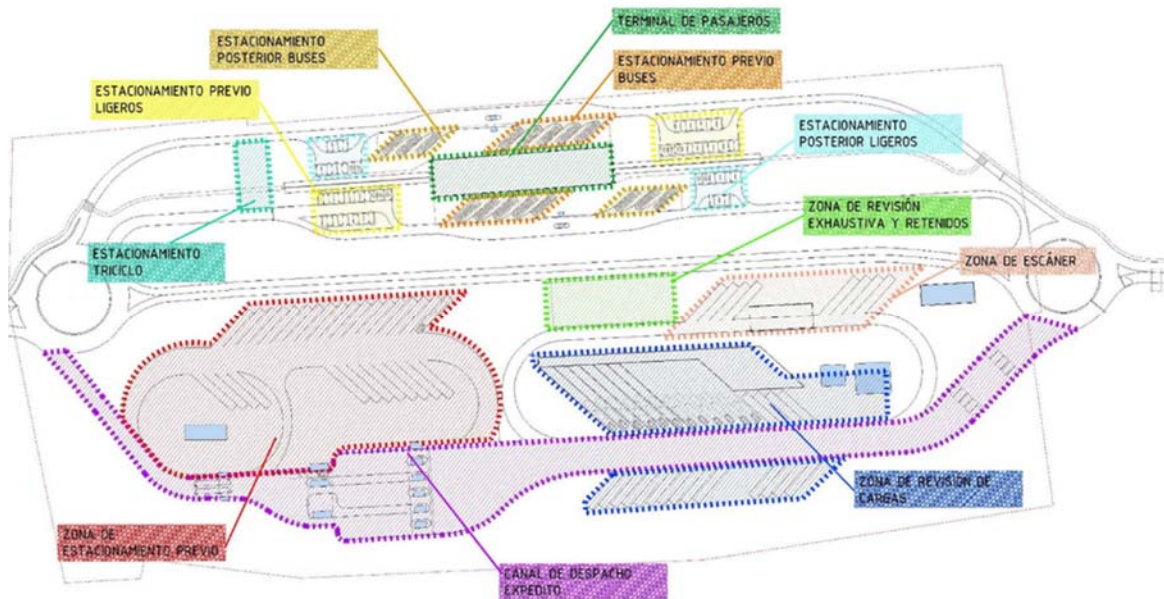 TERMINAL DE PASAJEROS
ESTACIONAMIENTO
POSTERIOR BUSES
ESTACIONAMIENTO PREVIO
BUSES
ESTACIONAMIENTO PREVIO
LIGEROS
ESTACIONAMIENTO
POSTERIOR LIGEROS
ZONA DE REVISIÓN
EXHAUSTIVA Y RETENIDOS
ESTACIONAMIENTO
TRICICLO
ZONA DE ESCÁNER
ZONA DE REVISIÓN DE
CARGAS
ZONA DE
ESTACIONAMIENTO PREVIO
CANAL DE DESPACHO
EXPEDITO